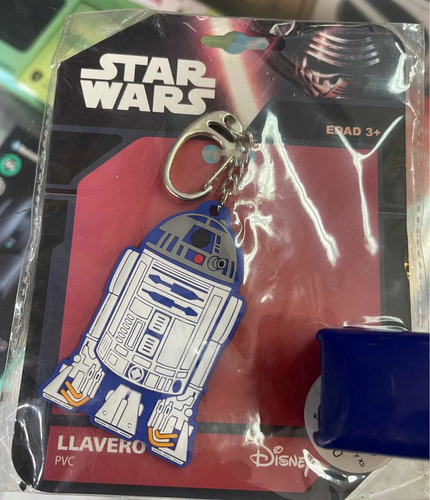 STAR
WARS
EDAD 3+
LLAVERO
PVC
Disney